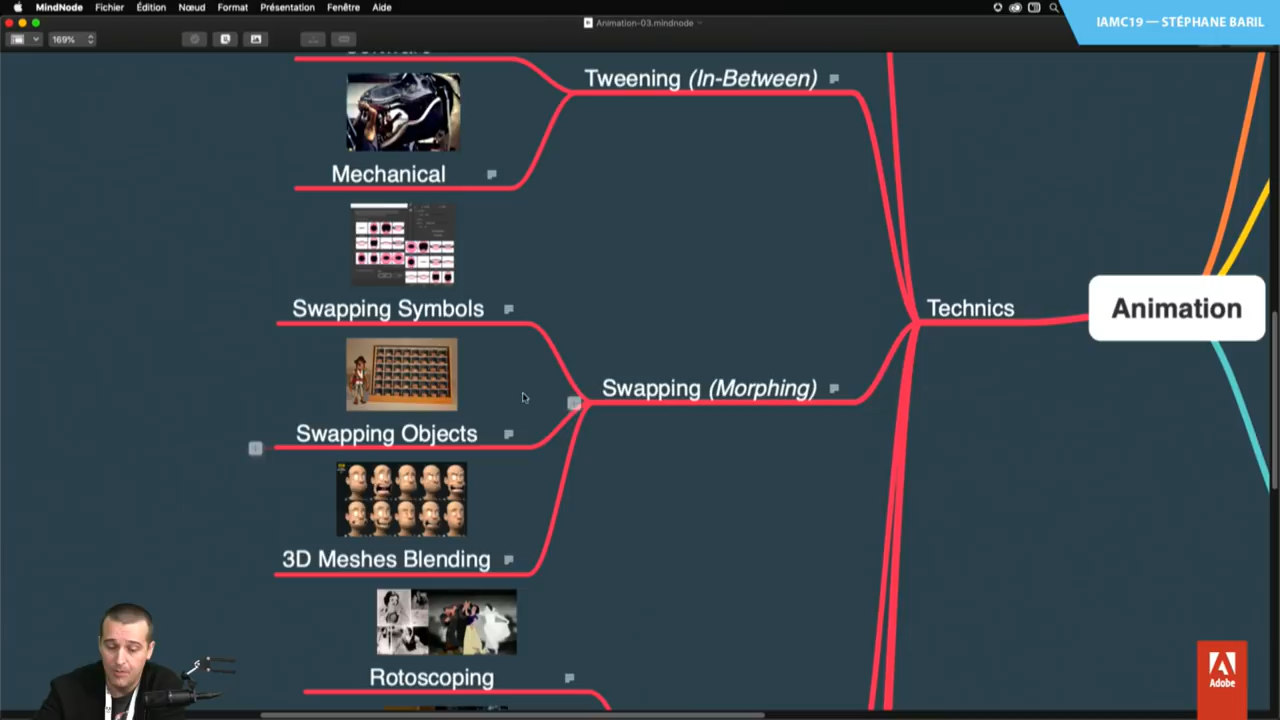 MindNode Fichier Édition Nœud Format Présentation Fenêtre Aide
IAMC19 — STÉPHANE BARIL
Animation-03.mindnode
169%
Tweening (In-Between)
Mechanical
Swapping Symbols
Technics
Animation
Swapping (Morphing)
Swapping Objects
3D Meshes Blending
Rotoscoping
Adobe